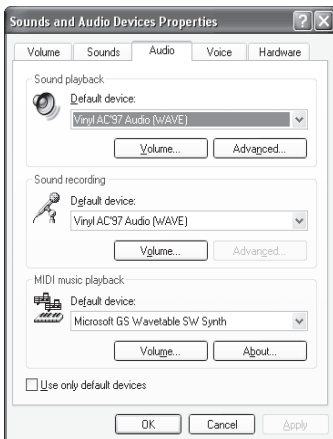 Sounds and Audio Devices Properties
Volume Sounds Audio Voice Hardware
Sound playback
Default device:
Vinyl AC'97 Audio (WAVE)
Volume... Advanced...
Sound recording
Default device:
Vinyl AC'97 Audio (WAVE)
Volume... Advanced...
MIDI music playback
Default device:
Microsoft GS Wavetable SW Synth
Volume... About...
Use only default devices
OK Cancel Apply